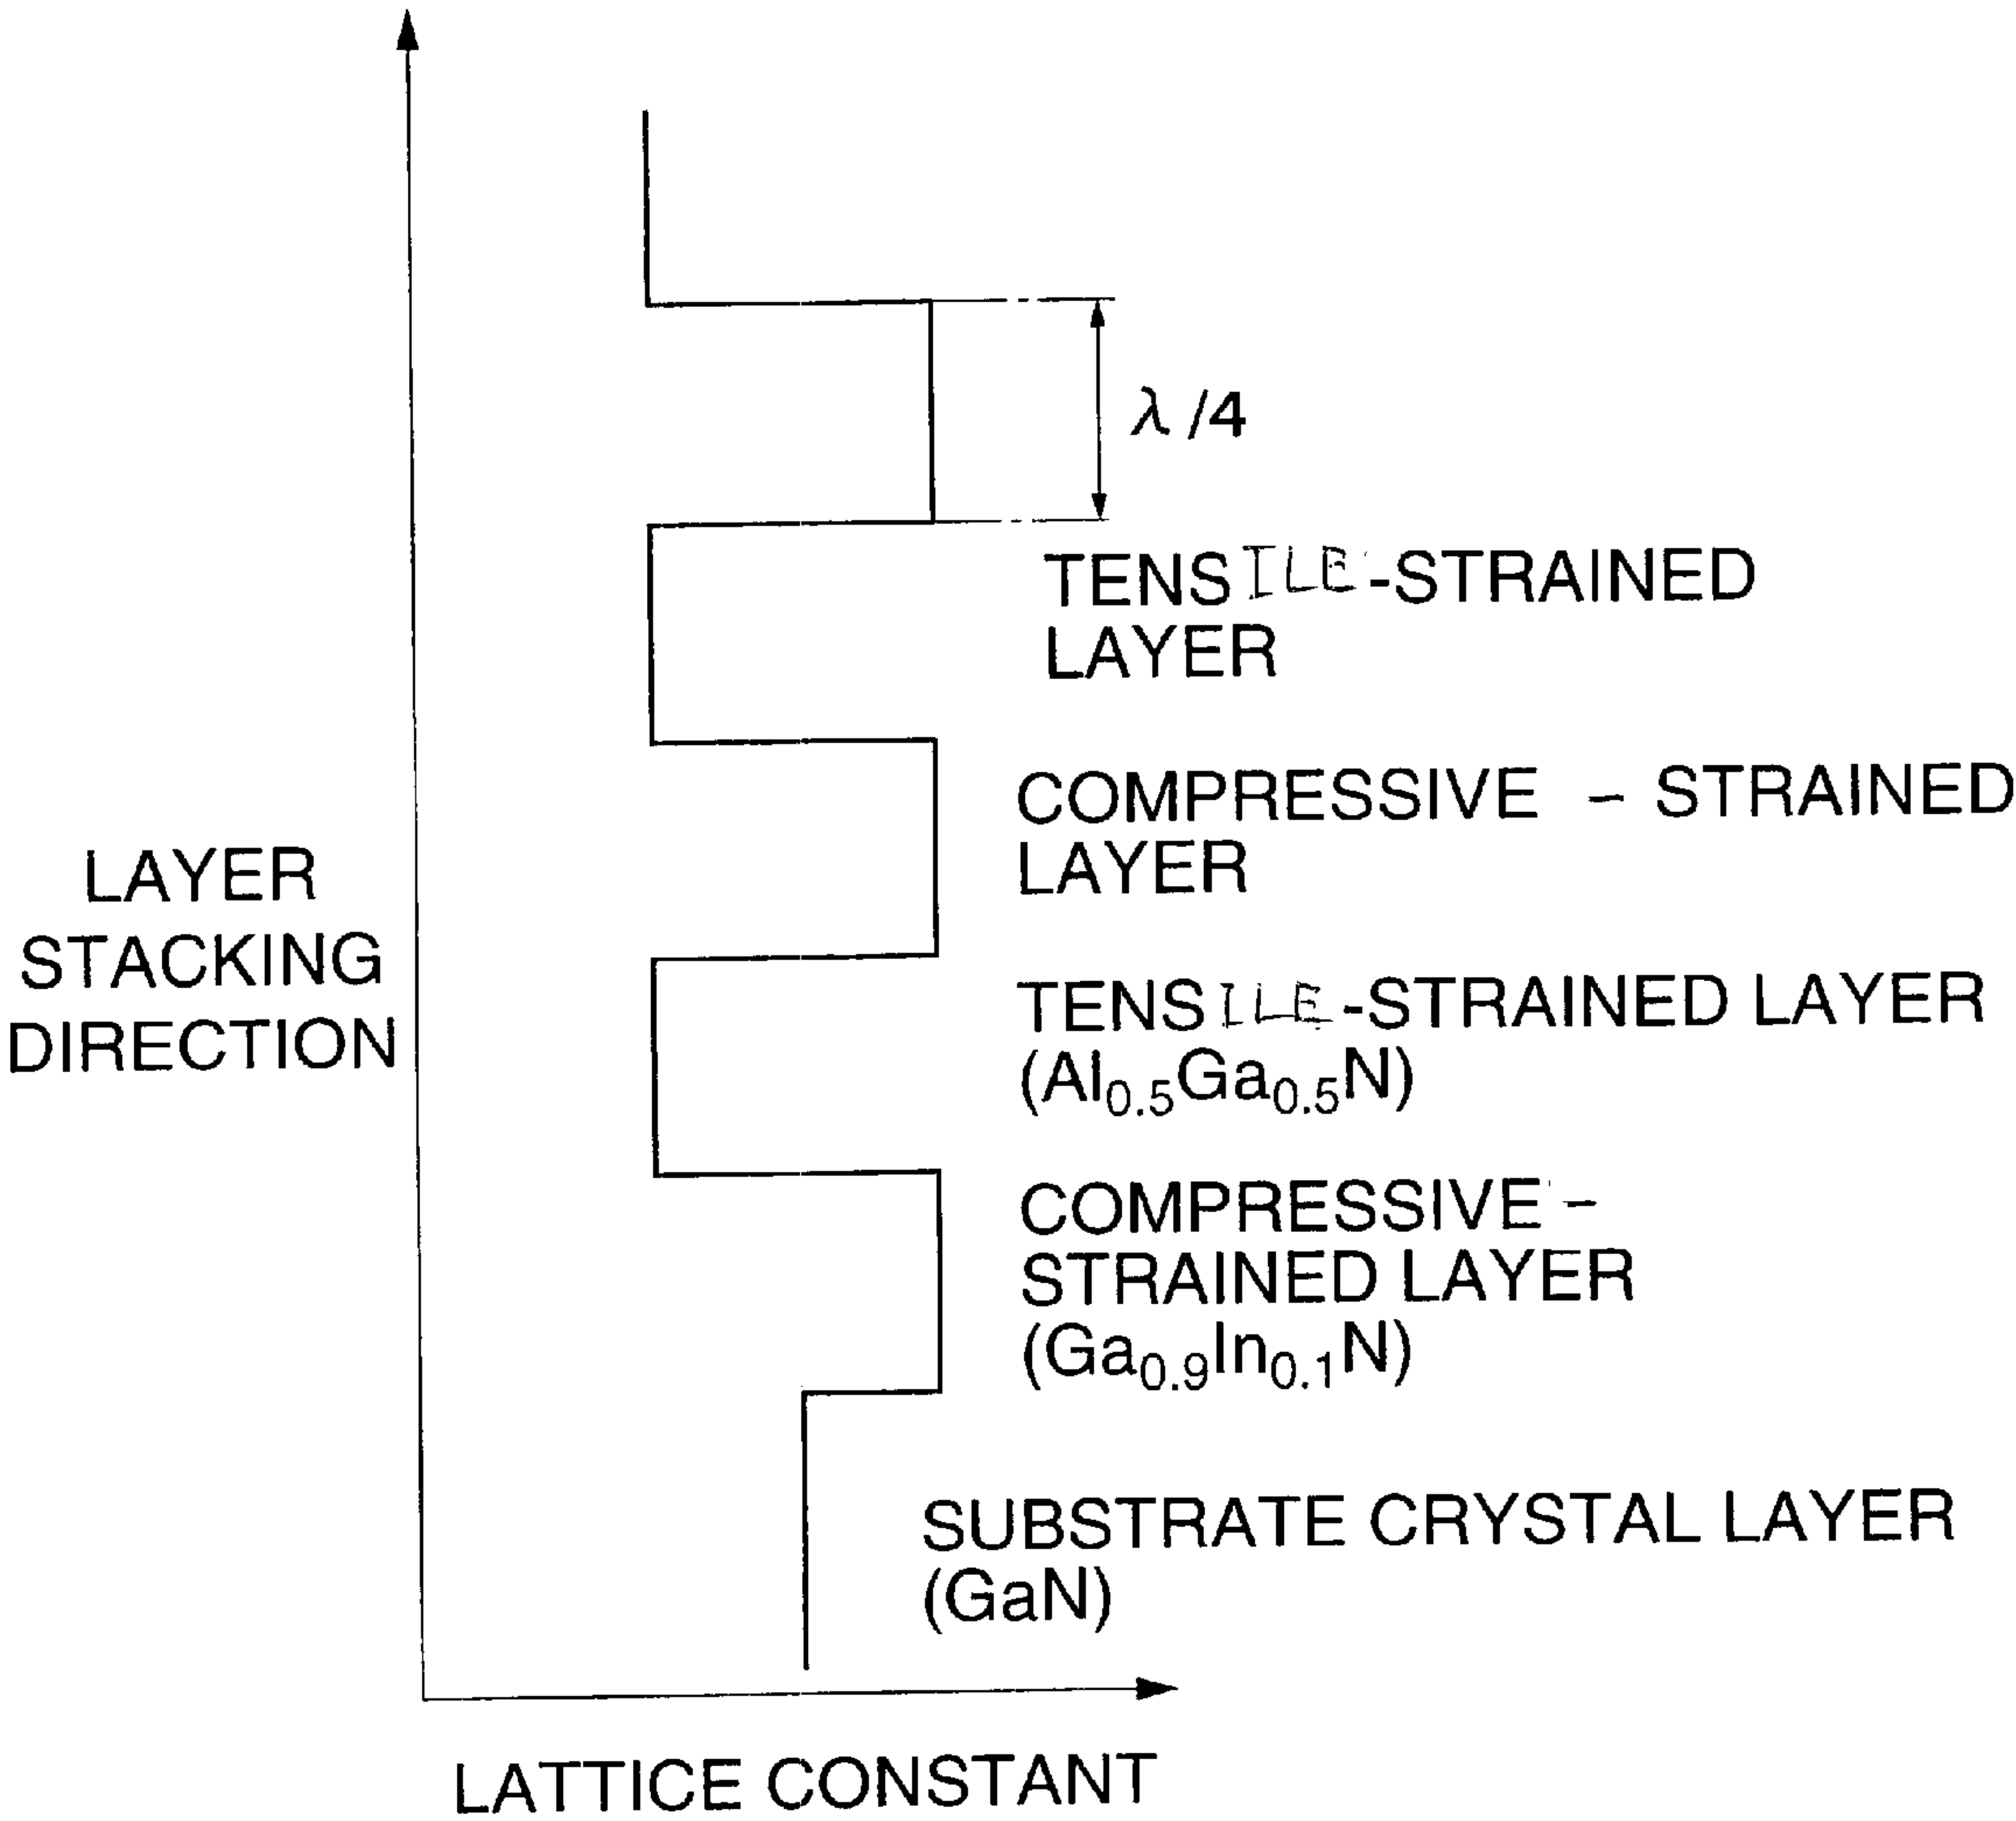 λ/4
TENSILE-STRAINED
LAYER
COMPRESSIVE - STRAINED
LAYER
LAYER
STACKING
DIRECTION
TENSILE-STRAINED LAYER
(Al0.5Ga0.5N)
COMPRESSIVE-
STRAINED LAYER
(Ga0.9In0.1N)
SUBSTRATE CRYSTAL LAYER
(GaN)
LATTICE CONSTANT